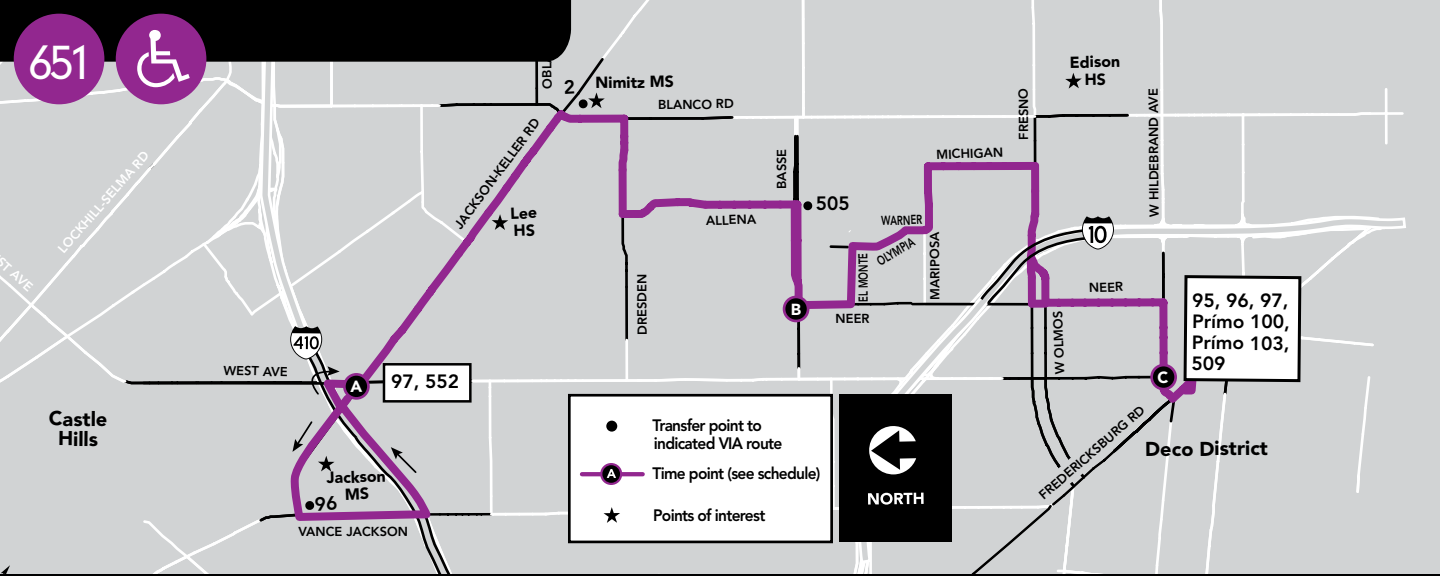 651
OBL
2
Nimitz MS
BLANCO RD
Edison
HS
FRESNO
W HILDEBRAND AVE
MICHIGAN
BASSE
505
JACKSON-KELLER RD
Lee
HS
LOCKHILL-SELMA RD
ST AVE
ALLENA
WARNER
OLYMPIA
MARIPOSA
EL MONTE
10
DRESDEN
B
NEER
NEER
W OLMOS
95, 96, 97,
Prímo 100,
Prímo 103,
509
410
WEST AVE
A
97, 552
C
Castle
Hills
Jackson
MS
96
VANCE JACKSON
Transfer point to
indicated VIA route
A
Time point (see schedule)
Points of interest
NORTH
FREDERICKSBURG RD
Deco District